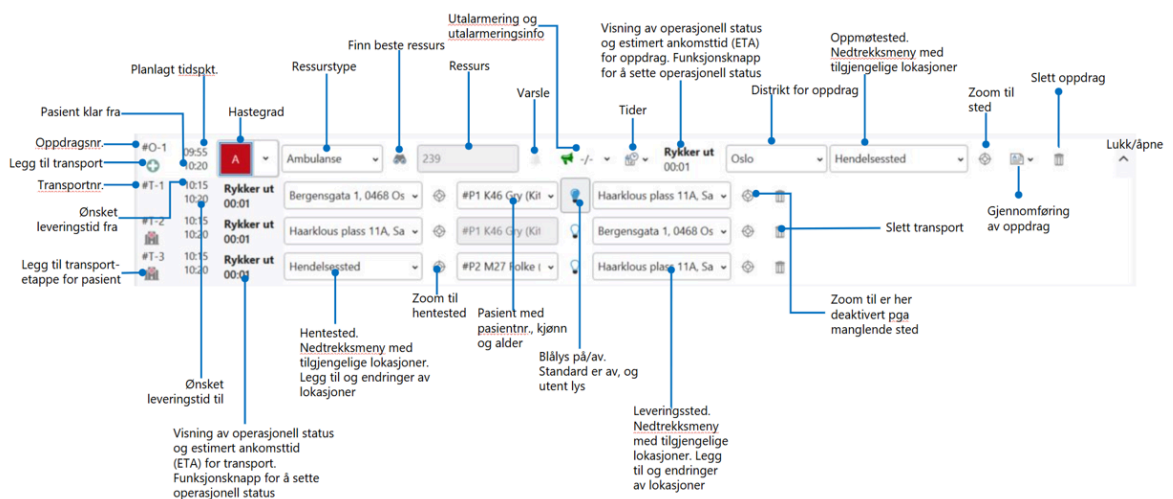 Utalarmering og
utalarmeringsinfo
Visning av operasjonell status
og estimert ankomsttid (ETA)
for oppdrag. Funksjonsknapp
for å sette operasjonell status
Oppmøtested.
Nedtrekksmeny med
tilgjengelige lokasjoner
Finn beste ressurs
Planlagt tidspkt.
Ressurstype
Ressurs
Varsle
Distrikt for oppdrag
Zoom til
sted
Slett oppdrag
Pasient klar fra
Hastegrad
Tider
Oppdragsnr.
Legg til transport
Transportnr.
Ønsket
leveringstid fra
Legg til transport-
etappe for pasient
Lukk/åpne
#O-1 09:55 A Ambulanse 239 -/- Rykker ut Oslo Hendelsessted
10:20 00:01
#T-1 10:15 Rykker ut Bergensgata 1, 0468 Os #P1 K46 Gry (Kit Haarklous plass 11A, Sa
10:20 00:01
#T-2 10:15 Rykker ut Haarklous plass 11A, Sa #P1 K46 Gry (Kit Bergensgata 1, 0468 Os
10:20 00:01
#T-3 10:15 Rykker ut Hendelsessted #P2 M27 Folke ( Haarklous plass 11A, Sa
10:20 00:01
Gjennomføring
av oppdrag
Slett transport
Zoom til
hentested
Pasient med
pasientnr., kjønn
og alder
Zoom til er her
deaktivert pga
manglende sted
Hentested.
Nedtrekksmeny med
tilgjengelige lokasjoner.
Legg til og endringer av
lokasjoner
Blålys på/av.
Standard er av, og
utent lys
Ønsket
leveringstid til
Leveringssted.
Nedtrekksmeny
med tilgjengelige
lokasjoner. Legg
til og endringer
av lokasjoner
Visning av operasjonell status
og estimert ankomsttid
(ETA) for transport.
Funksjonsknapp for å sette
operasjonell status